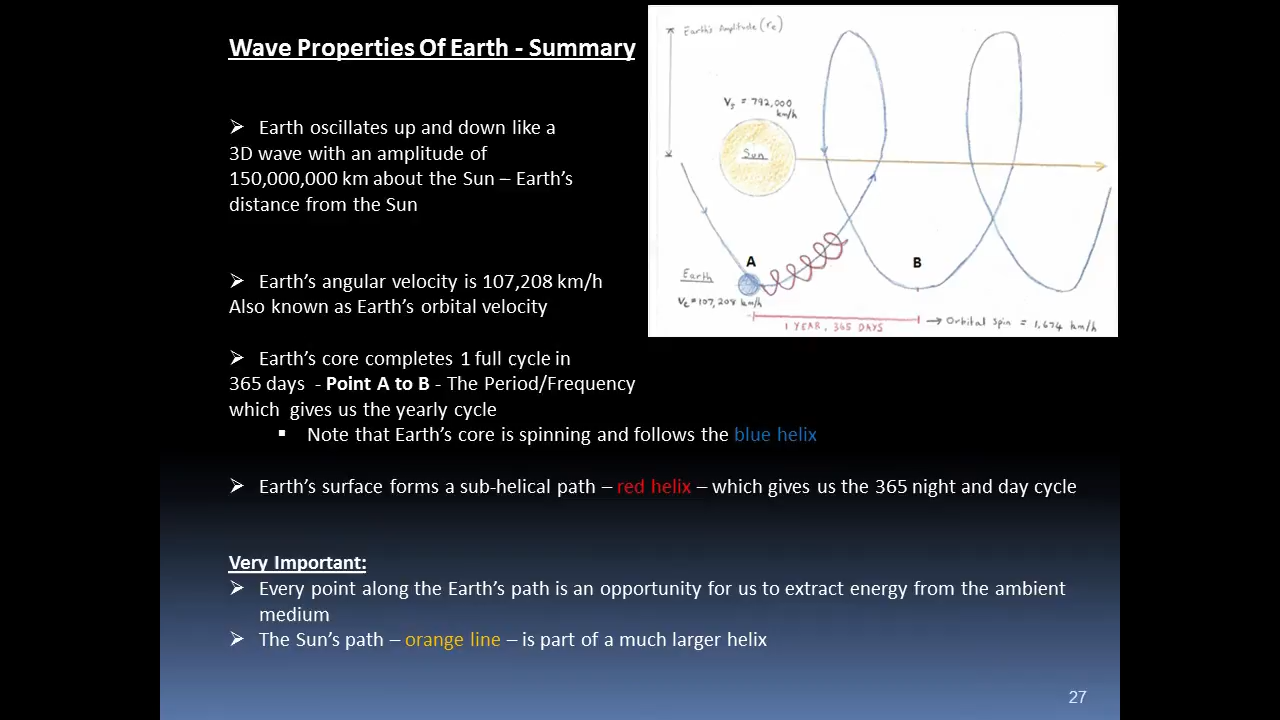 Wave Properties Of Earth - Summary
Earth's Amplitude (re)
Vs = 792,000
km/h
Sun
➢ Earth oscillates up and down like a
3D wave with an amplitude of
150,000,000 km about the Sun – Earth's
distance from the Sun
A
B
Earth
VE = 107,208 km/h
1 YEAR, 365 DAYS
→ Orbital spin = 1,674 km/h
➢ Earth's angular velocity is 107,208 km/h
Also known as Earth's orbital velocity
➢ Earth's core completes 1 full cycle in
365 days - Point A to B - The Period/Frequency
which gives us the yearly cycle
▪ Note that Earth's core is spinning and follows the blue helix
➢ Earth's surface forms a sub-helical path – red helix – which gives us the 365 night and day cycle
Very Important:
➢ Every point along the Earth's path is an opportunity for us to extract energy from the ambient
medium
➢ The Sun's path – orange line – is part of a much larger helix
27